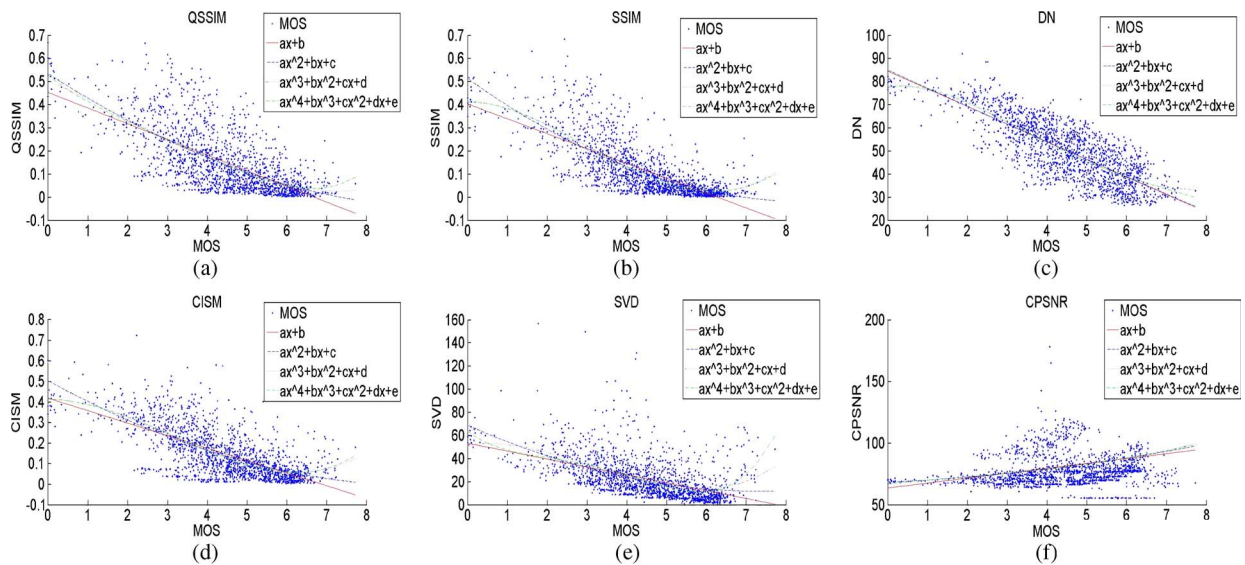 QSSIM
MOS
ax+b
ax^2+bx+c
ax^3+bx^2+cx+d
ax^4+bx^3+cx^2+dx+e
0.7
0.6
0.5
0.4
0.3
0.2
0.1
0
-0.1
QSSIM
0 1 2 3 4 5 6 7 8
MOS
(a)
SSIM
MOS
ax+b
ax^2+bx+c
ax^3+bx^2+cx+d
ax^4+bx^3+cx^2+dx+e
0.7
0.6
0.5
0.4
0.3
0.2
0.1
0
-0.1
SSIM
0 1 2 3 4 5 6 7 8
MOS
(b)
DN
MOS
ax+b
ax^2+bx+c
ax^3+bx^2+cx+d
ax^4+bx^3+cx^2+dx+e
100
90
80
70
60
50
40
30
20
DN
0 1 2 3 4 5 6 7 8
MOS
(c)
CISM
MOS
ax+b
ax^2+bx+c
ax^3+bx^2+cx+d
ax^4+bx^3+cx^2+dx+e
0.8
0.7
0.6
0.5
0.4
0.3
0.2
0.1
0
-0.1
CISM
0 1 2 3 4 5 6 7 8
MOS
(d)
SVD
MOS
ax+b
ax^2+bx+c
ax^3+bx^2+cx+d
ax^4+bx^3+cx^2+dx+e
160
140
120
100
80
60
40
20
0
SVD
0 1 2 3 4 5 6 7 8
MOS
(e)
CPSNR
MOS
ax+b
ax^2+bx+c
ax^3+bx^2+cx+d
ax^4+bx^3+cx^2+dx+e
200
150
100
50
CPSNR
0 1 2 3 4 5 6 7 8
MOS
(f)